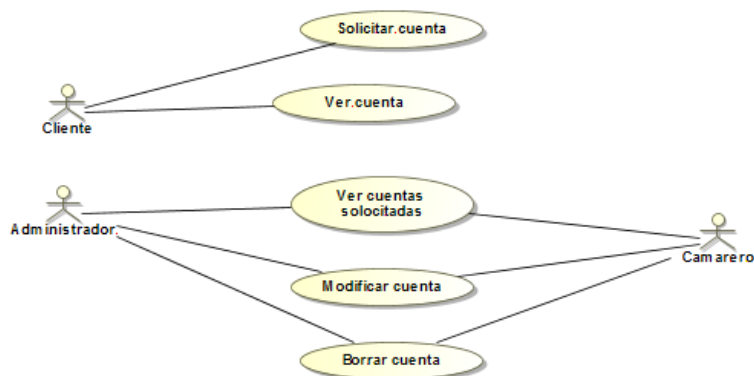 Solicitar.cuenta
Ver.cuenta
Cliente
Ver cuentas
solocitadas
Administrador.
Camarero
Modificar cuenta
Borrar cuenta